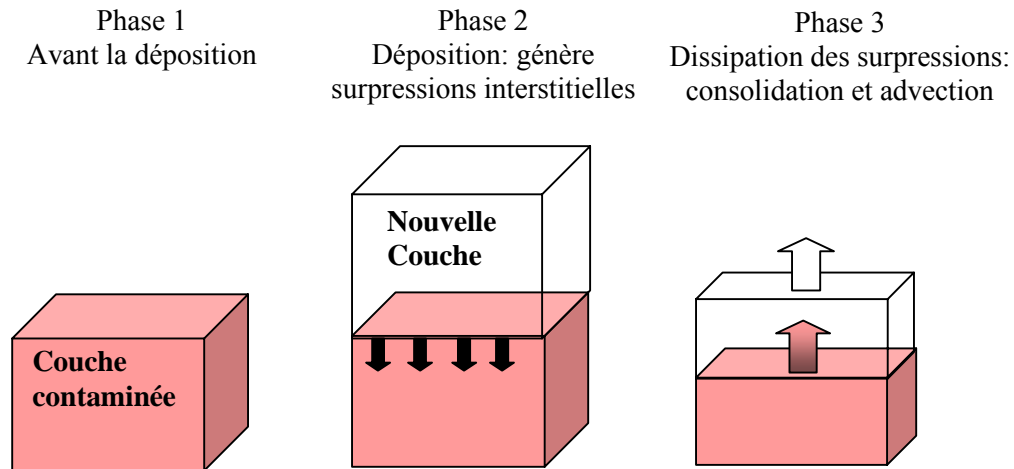 Phase 1
Avant la déposition
Phase 2
Déposition: génère
surpressions interstitielles
Phase 3
Dissipation des surpressions:
consolidation et advection
Couche
contaminée
Nouvelle
Couche